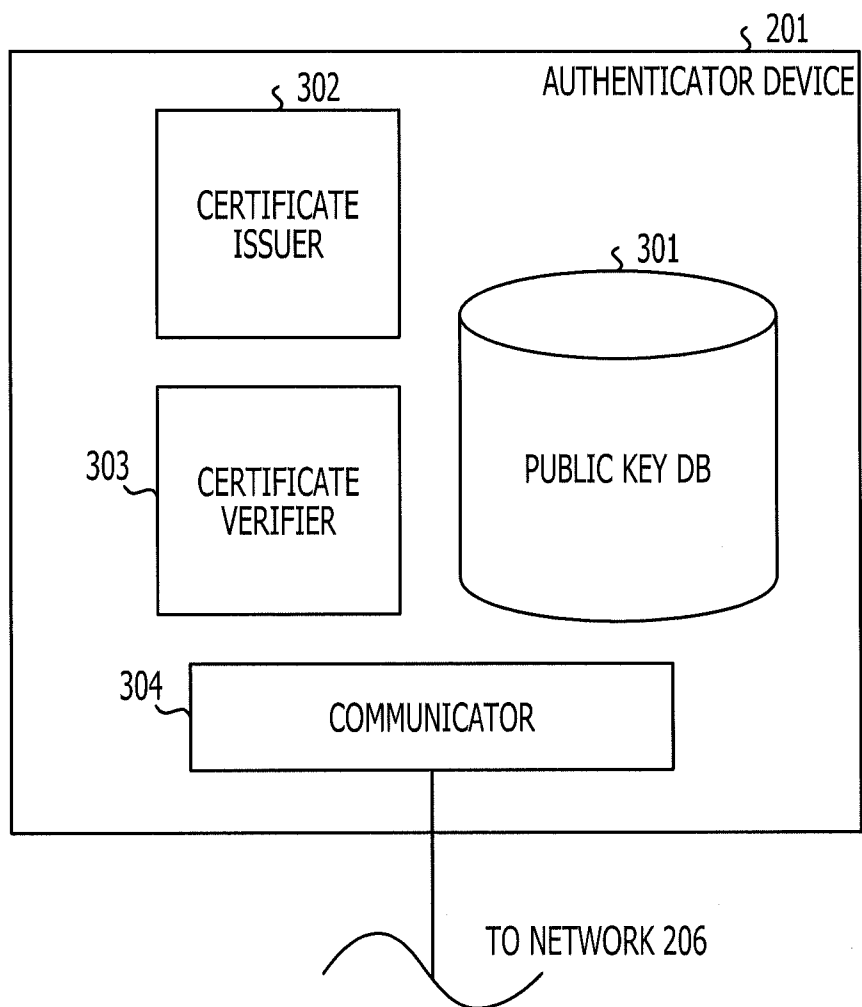 201
AUTHENTICATOR DEVICE
302
CERTIFICATE
ISSUER
301
PUBLIC KEY DB
303
CERTIFICATE
VERIFIER
304
COMMUNICATOR
TO NETWORK 206